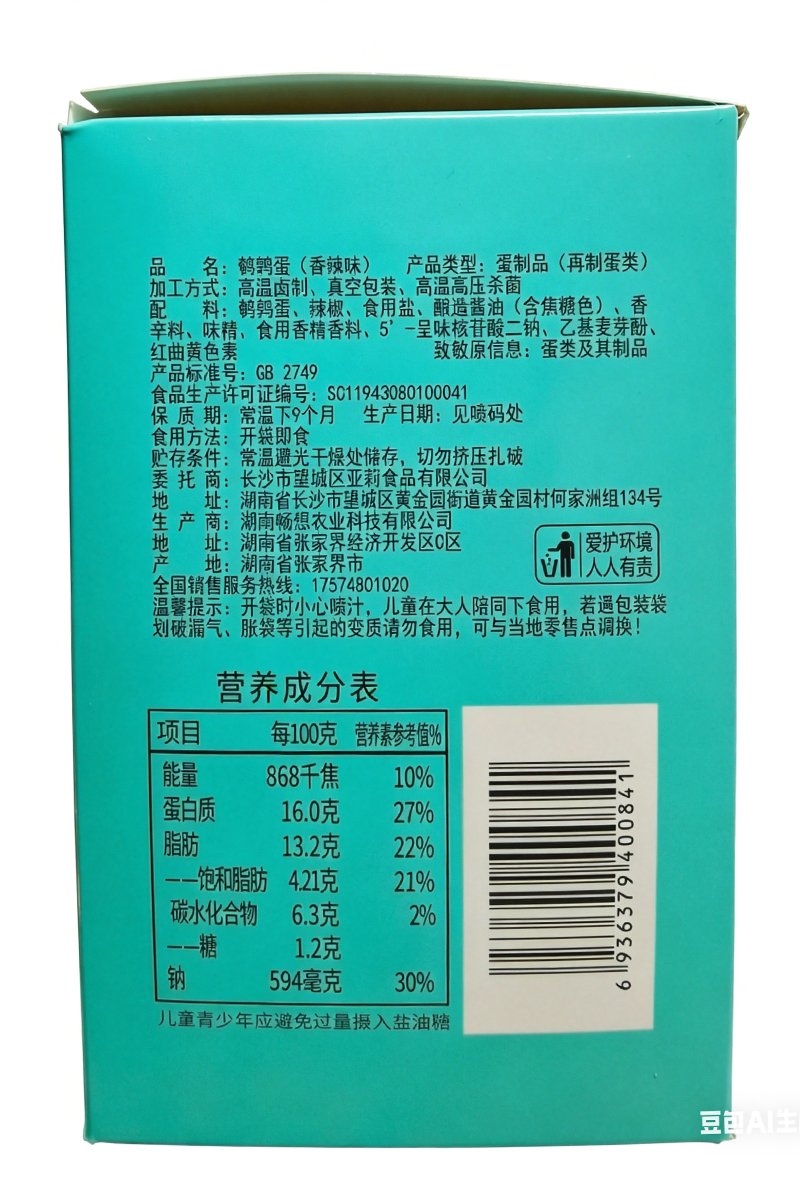 品 名：鹌鹑蛋（香辣味） 产品类型：蛋制品（再制蛋类）
加工方式：高温卤制、真空包装、高温高压杀菌
配 料：鹌鹑蛋、辣椒、食用盐、酿造酱油（含焦糖色）、香
辛料、味精、食用香精香料、5'-呈味核苷酸二钠、乙基麦芽酚、
红曲黄色素 致敏原信息：蛋类及其制品
产品标准号：GB 2749
食品生产许可证编号：SC11943080100041
保 质 期：常温下9个月 生产日期：见喷码处
食用方法：开袋即食
贮存条件：常温避光干燥处储存，切勿挤压扎破
委 托 商：长沙市望城区亚莉食品有限公司
地 址：湖南省长沙市望城区黄金园街道黄金园村何家洲组134号
生 产 商：湖南畅想农业科技有限公司
地 址：湖南省张家界经济开发区C区
产 地：湖南省张家界市
爱护环境
人人有责
全国销售服务热线：17574801020
温馨提示：开袋时小心喷汁，儿童在大人陪同下食用，若遇包装袋
划破漏气、胀袋等引起的变质请勿食用，可与当地零售点调换！
营养成分表
项目 每100克 营养素参考值%
能量 868千焦 10%
蛋白质 16.0克 27%
脂肪 13.2克 22%
——饱和脂肪 4.21克 21%
碳水化合物 6.3克 2%
——糖 1.2克
钠 594毫克 30%
儿童青少年应避免过量摄入盐油糖
6 936379 400841
豆包AI生